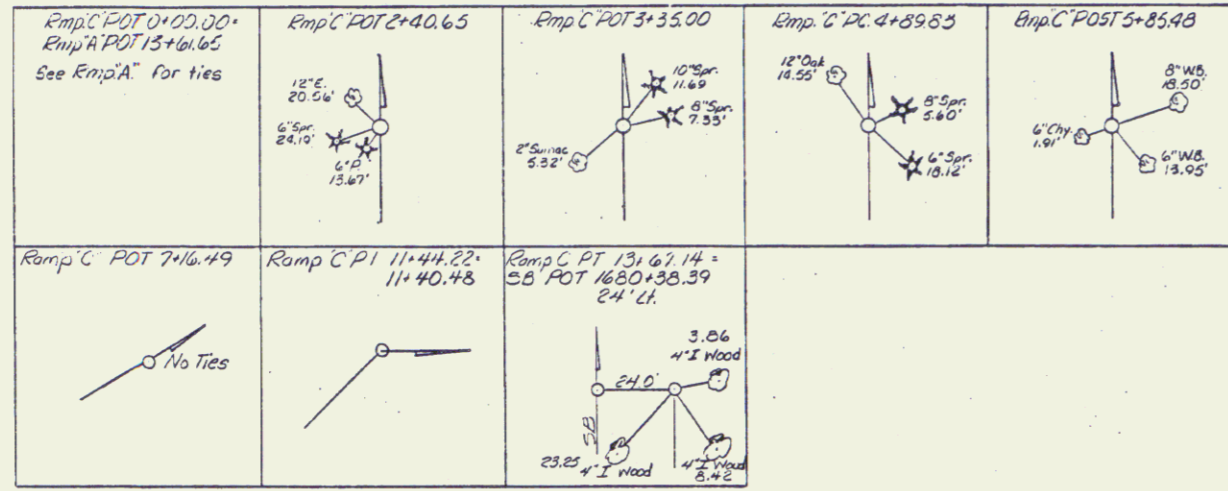 Rmp."C" POT 0+00.00=
Rmp."A" POT 13+61.65
See Rmp."A" for ties
Rmp."C" POT 2+40.65
12" E.
20.56'
6" Spr.
24.19'
6" P.
13.67'
Rmp."C" POT 3+35.00
10" Spr.
11.69
8" Spr.
7.33'
2" Sumac
5.32'
Rmp. "C" PC. 4+89.83
12" Oak
14.55'
8" Spr.
5.60'
6" Spr.
18.12'
Rmp."C" POST 5+85.48
8" W.B.
18.50'
6" Chy.
1.91'
6" W.B.
13.95'
Ramp "C" POT 7+16.49
No Ties
Ramp "C" PI 11+44.22=
11+40.48
Ramp C PT 13+67.14 =
SB POT 1680+38.39
24' Lt.
3.86
4" I Wood
24.0'
SB
23.25
4" I Wood
4" I Wood
8.42